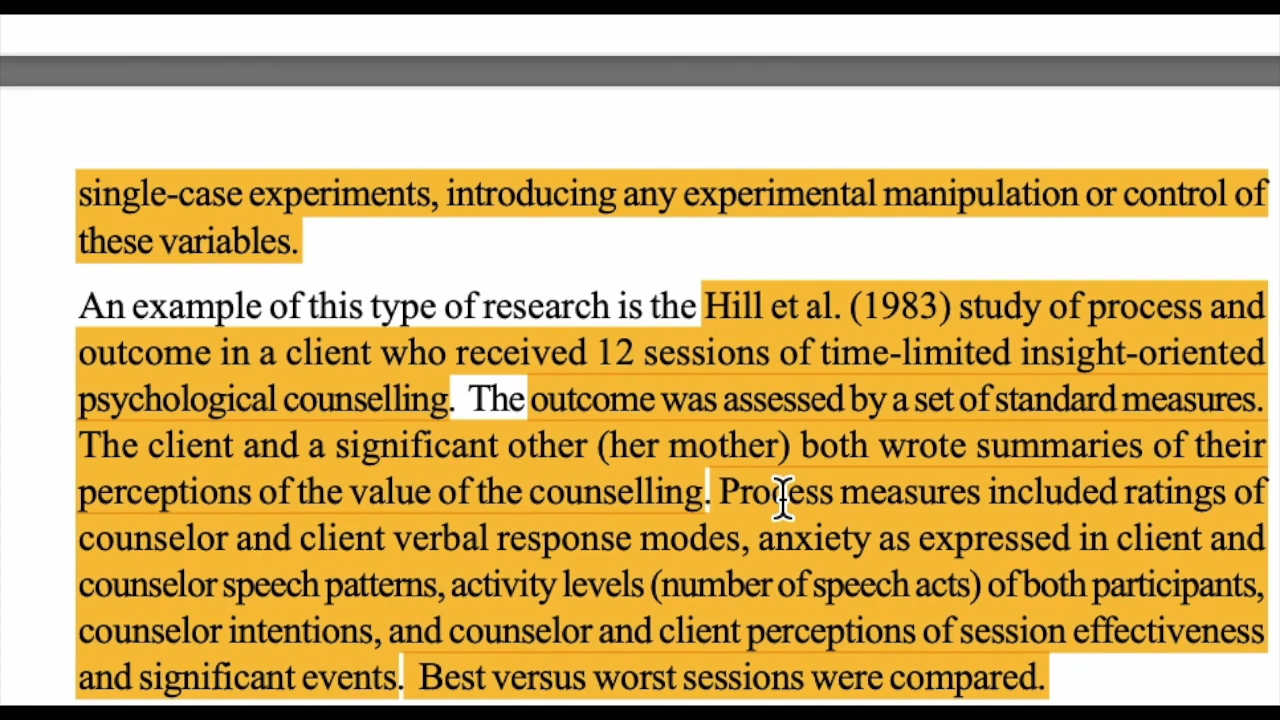 single-case experiments, introducing any experimental manipulation or control of
these variables.
An example of this type of research is the Hill et al. (1983) study of process and
outcome in a client who received 12 sessions of time-limited insight-oriented
psychological counselling. The outcome was assessed by a set of standard measures.
The client and a significant other (her mother) both wrote summaries of their
perceptions of the value of the counselling. Process measures included ratings of
counselor and client verbal response modes, anxiety as expressed in client and
counselor speech patterns, activity levels (number of speech acts) of both participants,
counselor intentions, and counselor and client perceptions of session effectiveness
and significant events. Best versus worst sessions were compared.